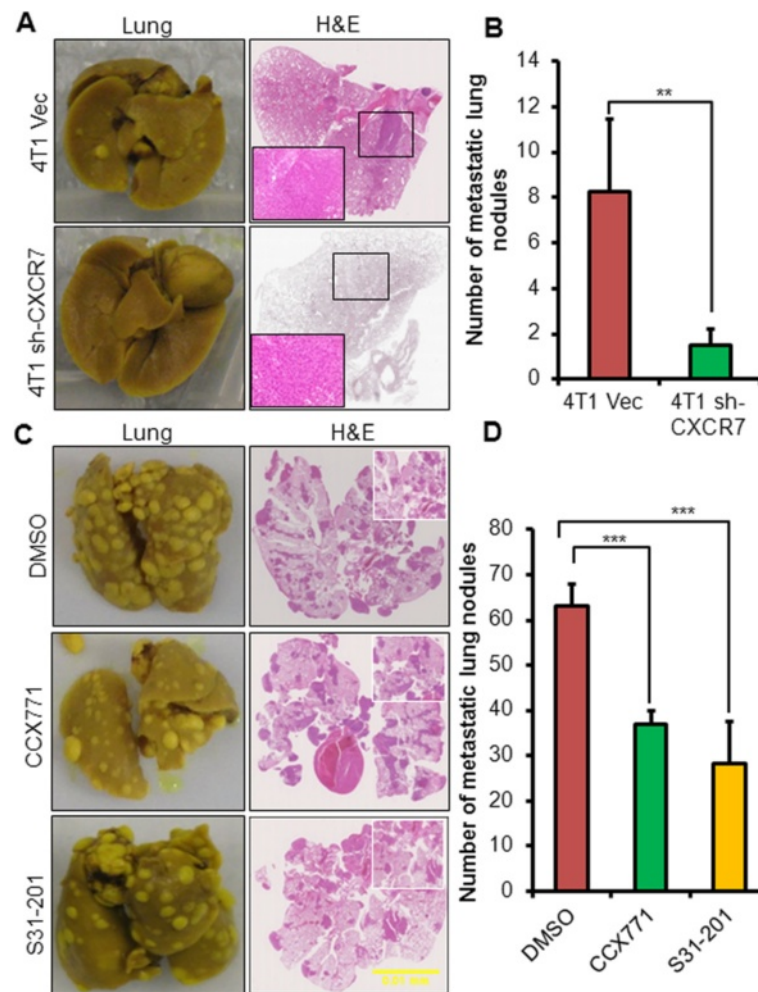 A
Lung
H&E
4T1 Vec
4T1 sh-CXCR7
B
Number of metastatic lung
nodules
14
12
10
8
6
4
2
0
**
4T1 Vec
4T1 sh-
CXCR7
C
Lung
H&E
DMSO
CCX771
S31-201
D
Number of metastatic lung nodules
80
70
60
50
40
30
20
10
0
***
***
DMSO
CCX771
S31-201